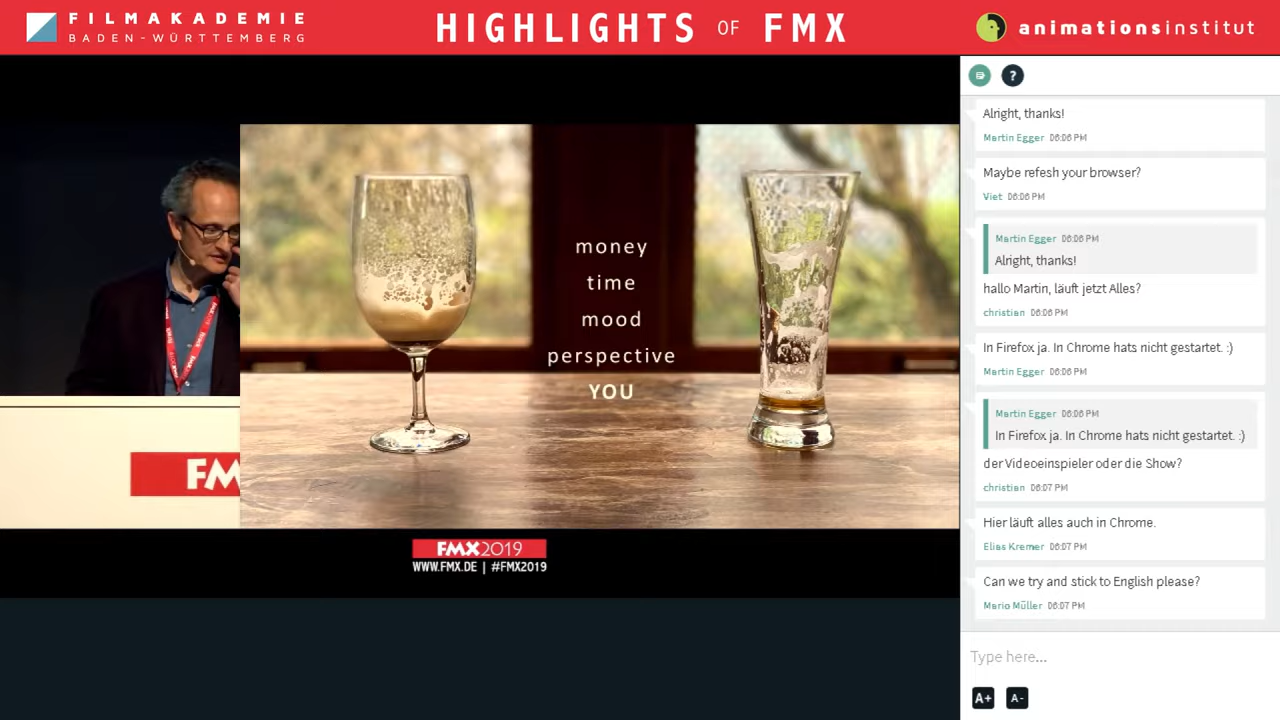 FILMAKADEMIE
BADEN-WÜRTTEMBERG
HIGHLIGHTS OF FMX
animationsinstitut
?
Alright, thanks!
Martin Egger 06:06 PM
Maybe refesh your browser?
Viet 06:06 PM
Martin Egger 06:06 PM
Alright, thanks!
hallo Martin, läuft jetzt Alles?
christian 06:06 PM
In Firefox ja. In Chrome hats nicht gestartet. :)
Martin Egger 06:06 PM
Martin Egger 06:06 PM
In Firefox ja. In Chrome hats nicht gestartet. :)
der Videoeinspieler oder die Show?
christian 06:07 PM
Hier läuft alles auch in Chrome.
Elias Kremer 06:07 PM
Can we try and stick to English please?
Mario Müller 06:07 PM
Type here...
A+ A-
money
time
mood
perspective
YOU
FM
FMX2019
WWW.FMX.DE | #FMX2019